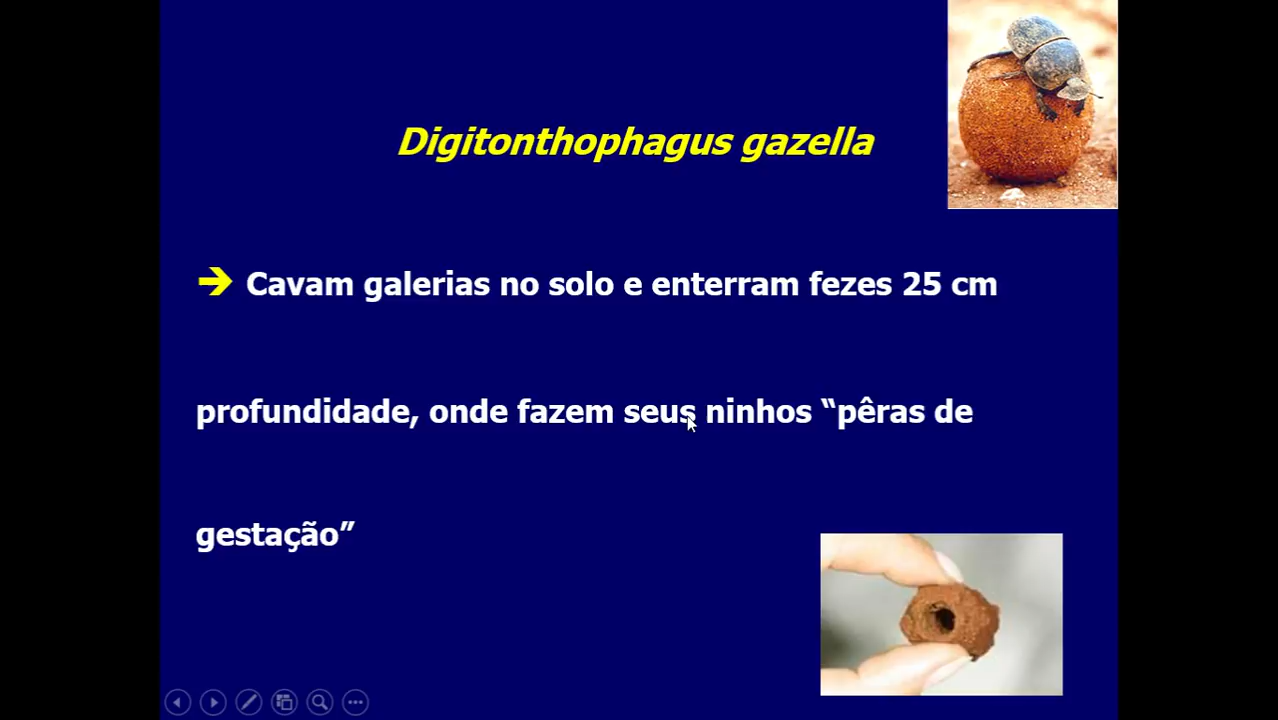 Digitonthophagus gazella
➔ Cavam galerias no solo e enterram fezes 25 cm
profundidade, onde fazem seus ninhos “pêras de
gestação”